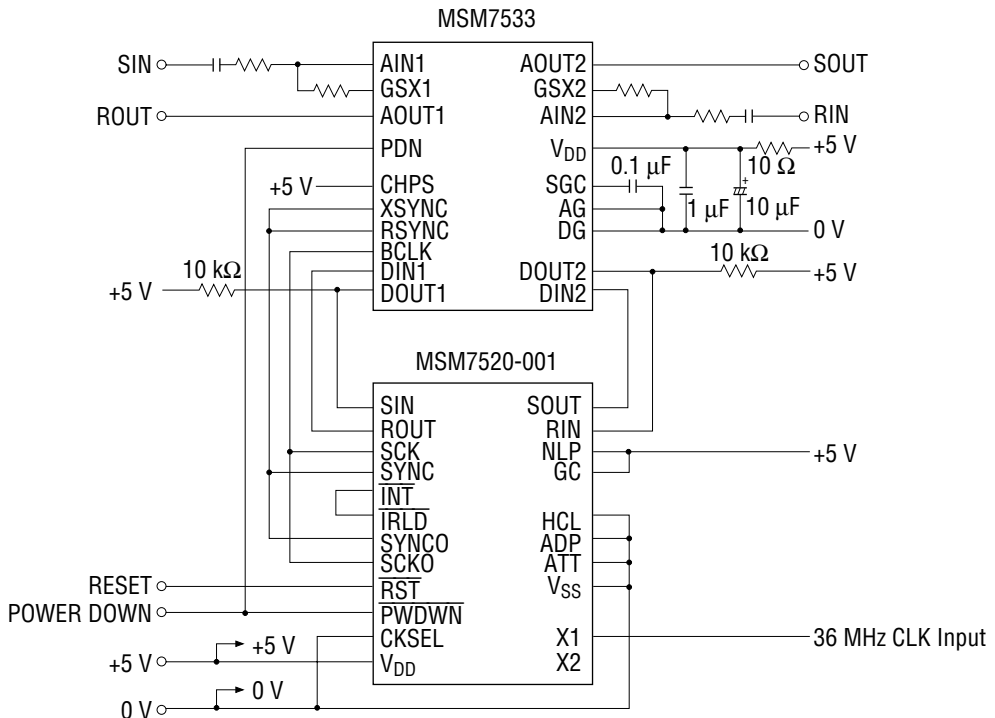 MSM7533
SIN
AIN1
AOUT2
SOUT
GSX1
GSX2
ROUT
AOUT1
AIN2
RIN
PDN
VDD
10 Ω
+5 V
+5 V
CHPS
SGC
0.1 μF
XSYNC
AG
1 μF
+
10 μF
RSYNC
DG
0 V
BCLK
DIN1
DOUT2
10 kΩ
+5 V
+5 V
10 kΩ
DOUT1
DIN2
MSM7520-001
SIN
SOUT
ROUT
RIN
SCK
NLP
+5 V
SYNC
GC
INT
IRLD
HCL
SYNCO
ADP
SCKO
ATT
RESET
RST
VSS
POWER DOWN
PWDWN
CKSEL
X1
36 MHz CLK Input
+5 V
+5 V
VDD
X2
0 V
0 V